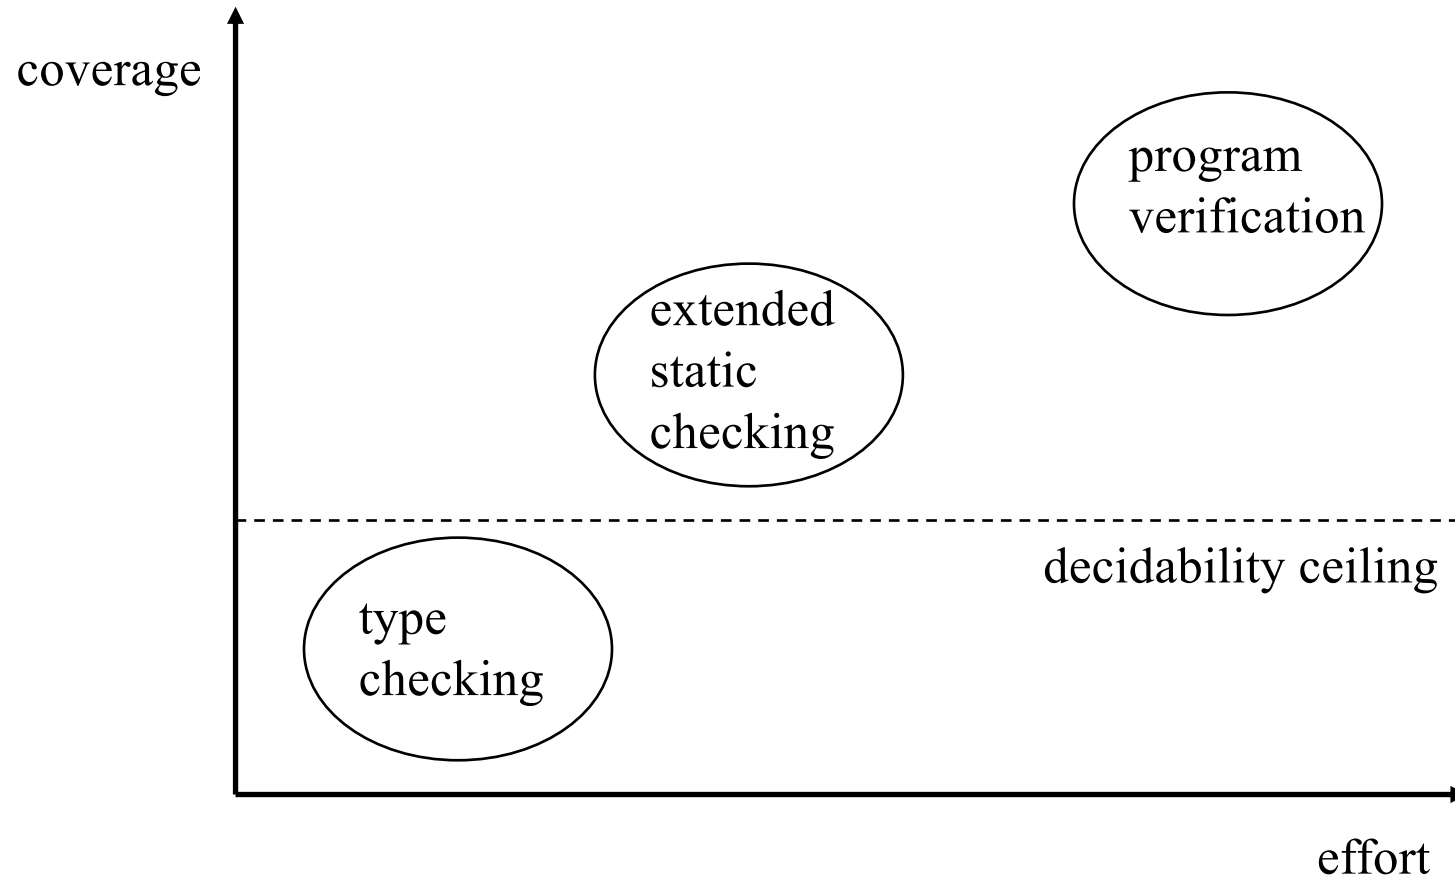 coverage
program
verification
extended
static
checking
decidability ceiling
type
checking
effort